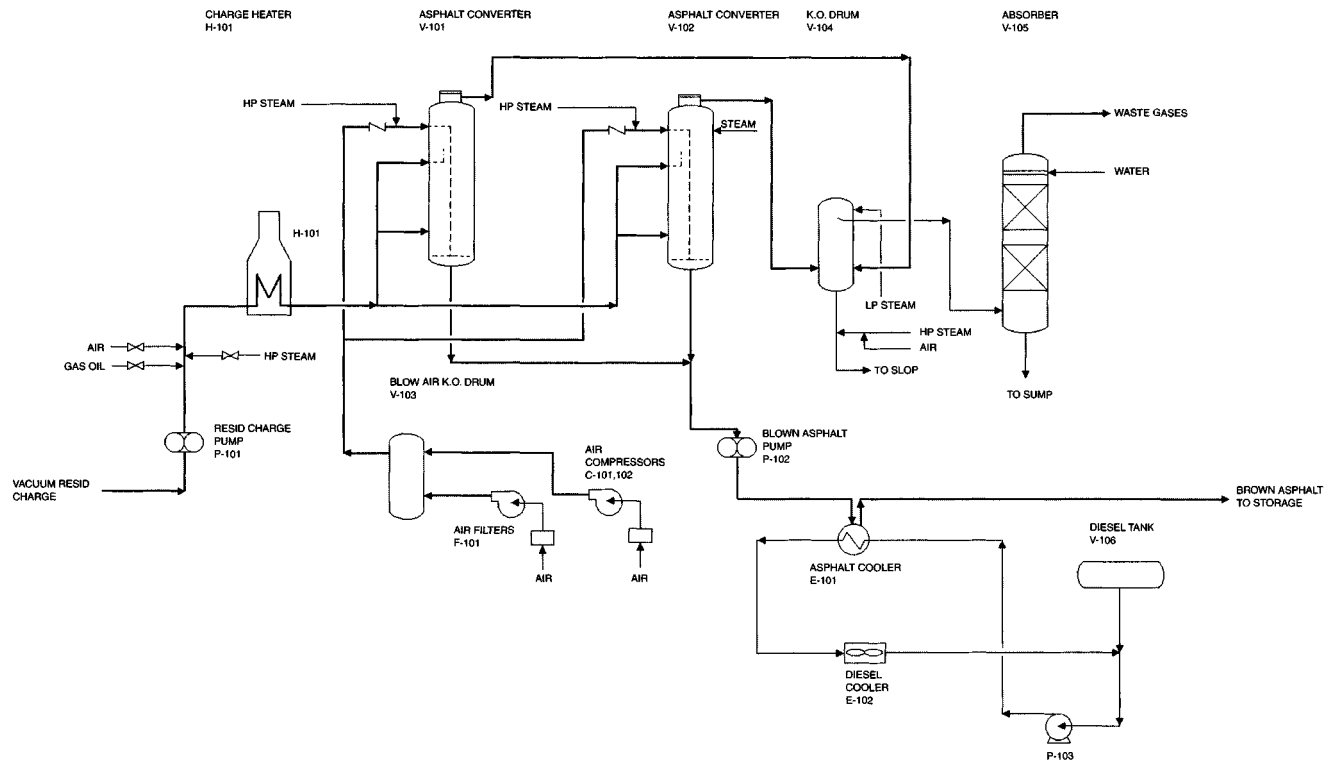 CHARGE HEATER
H-101
ASPHALT CONVERTER
V-101
ASPHALT CONVERTER
V-102
K.O. DRUM
V-104
ABSORBER
V-105
HP STEAM
HP STEAM
STEAM
WASTE GASES
WATER
H-101
LP STEAM
HP STEAM
AIR
TO SLOP
TO SUMP
AIR
HP STEAM
GAS OIL
BLOW AIR K.O. DRUM
V-103
RESID CHARGE
PUMP
P-101
VACUUM RESID
CHARGE
AIR
COMPRESSORS
C-101,102
BLOWN ASPHALT
PUMP
P-102
AIR FILTERS
F-101
AIR
AIR
BROWN ASPHALT
TO STORAGE
DIESEL TANK
V-106
ASPHALT COOLER
E-101
DIESEL
COOLER
E-102
P-103